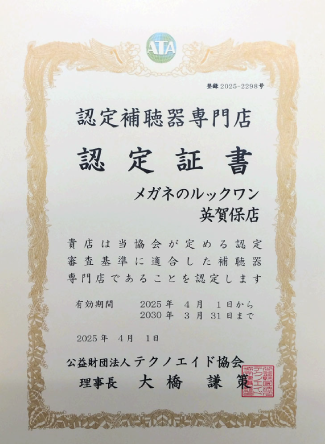 ATA
登録2025-2298号
認定補聴器専門店
認定証書
メガネのルックワン
英賀保店
貴店は当協会が定める認定
審査基準に適合した補聴器
専門店であることを認定します
有効期間 2025年 4月 1日から
2030年 3月31日まで
2025年 4月 1日
公益財団法人テクノエイド協会
理事長 大橋謙策